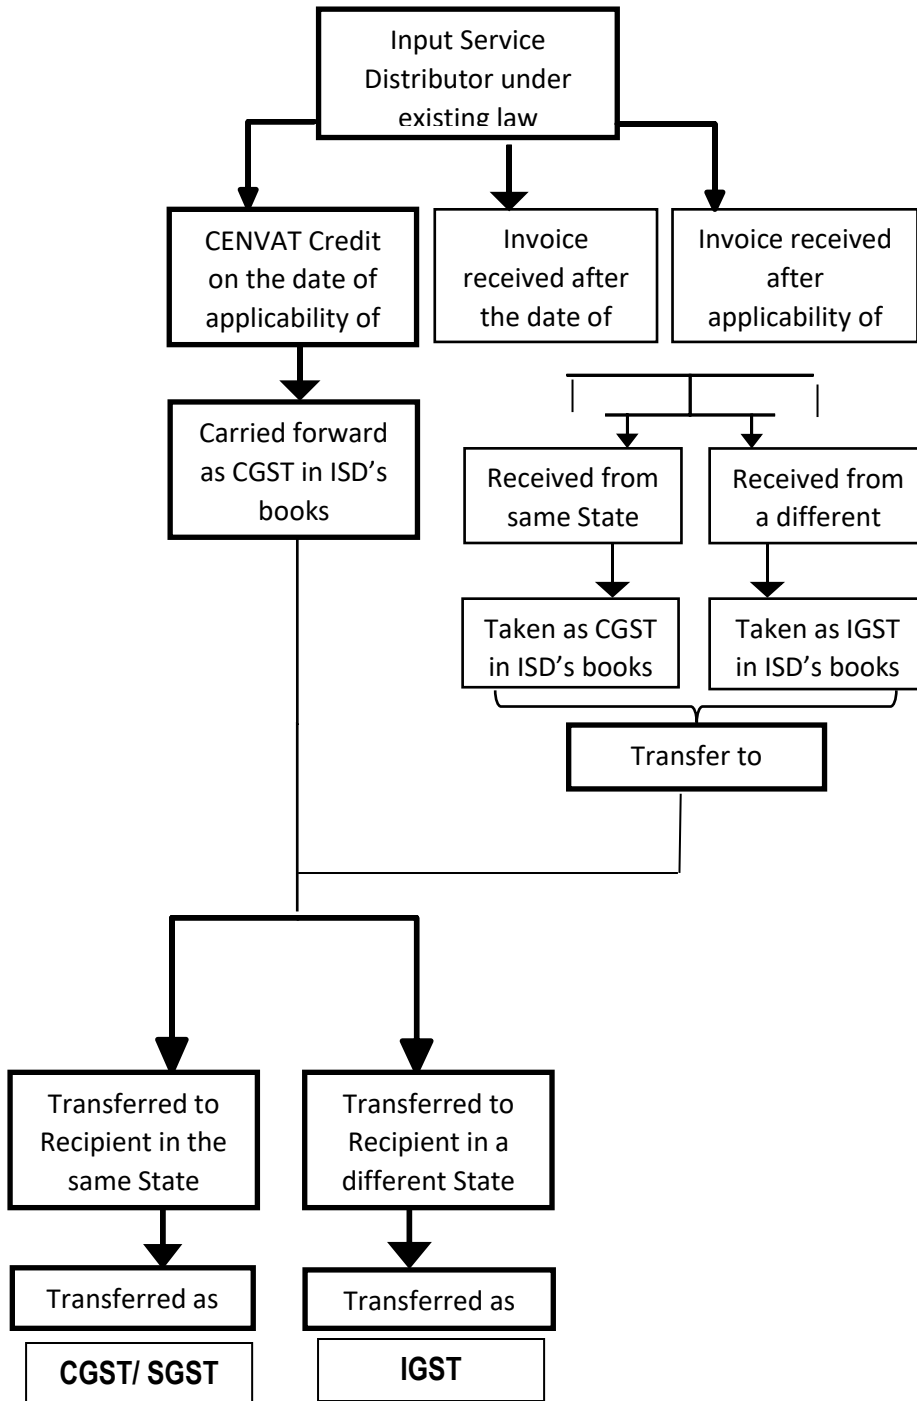 Input Service
Distributor under
existing law
CENVAT Credit
on the date of
applicability of
Invoice
received after
the date of
Invoice received
after
applicability of
Carried forward
as CGST in ISD’s
books
Received from
same State
Received from
a different
Taken as CGST
in ISD’s books
Taken as IGST
in ISD’s books
Transfer to
Transferred to
Recipient in the
same State
Transferred to
Recipient in a
different State
Transferred as
Transferred as
CGST/ SGST
IGST